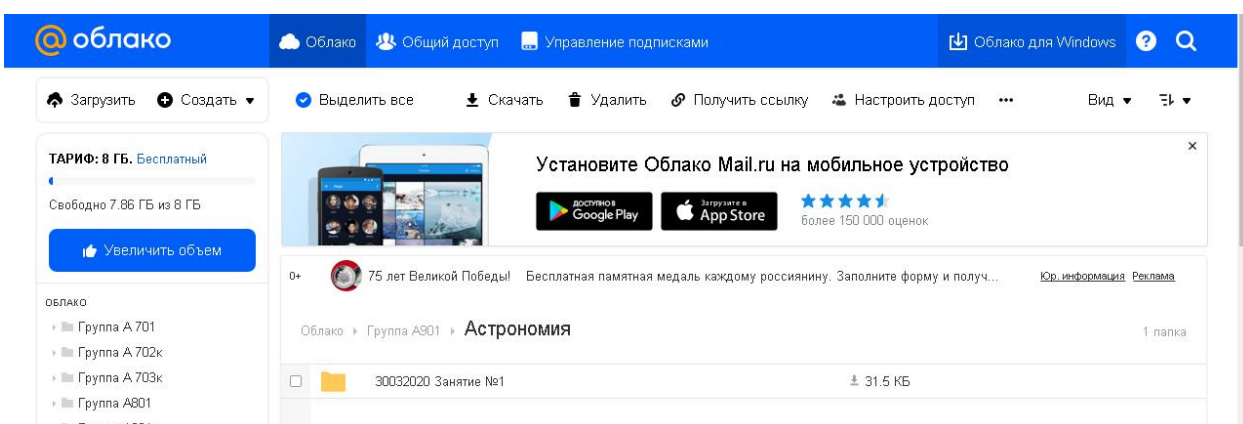 облако
Облако Общий доступ Управление подписками Облако для Windows ?
Загрузить Создать Выделить все Скачать Удалить Получить ссылку Настроить доступ Вид
ТАРИФ: 8 ГБ. Бесплатный
Свободно 7.86 ГБ из 8 ГБ
Увеличить объем
Установите Облако Mail.ru на мобильное устройство
ДОСТУПНО В
Google Play
Загрузите в
App Store
более 150 000 оценок
0+ 75 лет Великой Победы! Бесплатная памятная медаль каждому россиянину. Заполните форму и получ... Юр. информация Реклама
ОБЛАКО
Группа А 701
Группа А 702к
Группа А 703к
Группа А801
Облако Группа А901 Астрономия 1 папка
30032020 Занятие №1 31.5 КБ